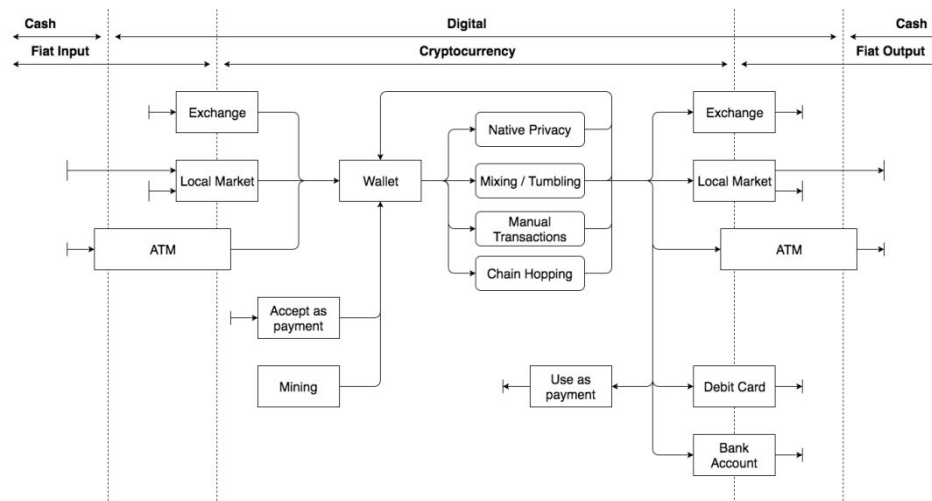 Cash
Digital
Cash
Fiat Input
Cryptocurrency
Fiat Output
Exchange
Native Privacy
Exchange
Local Market
Wallet
Mixing / Tumbling
Local Market
Manual
Transactions
ATM
ATM
Chain Hopping
Accept as
payment
Mining
Use as
payment
Debit Card
Bank
Account